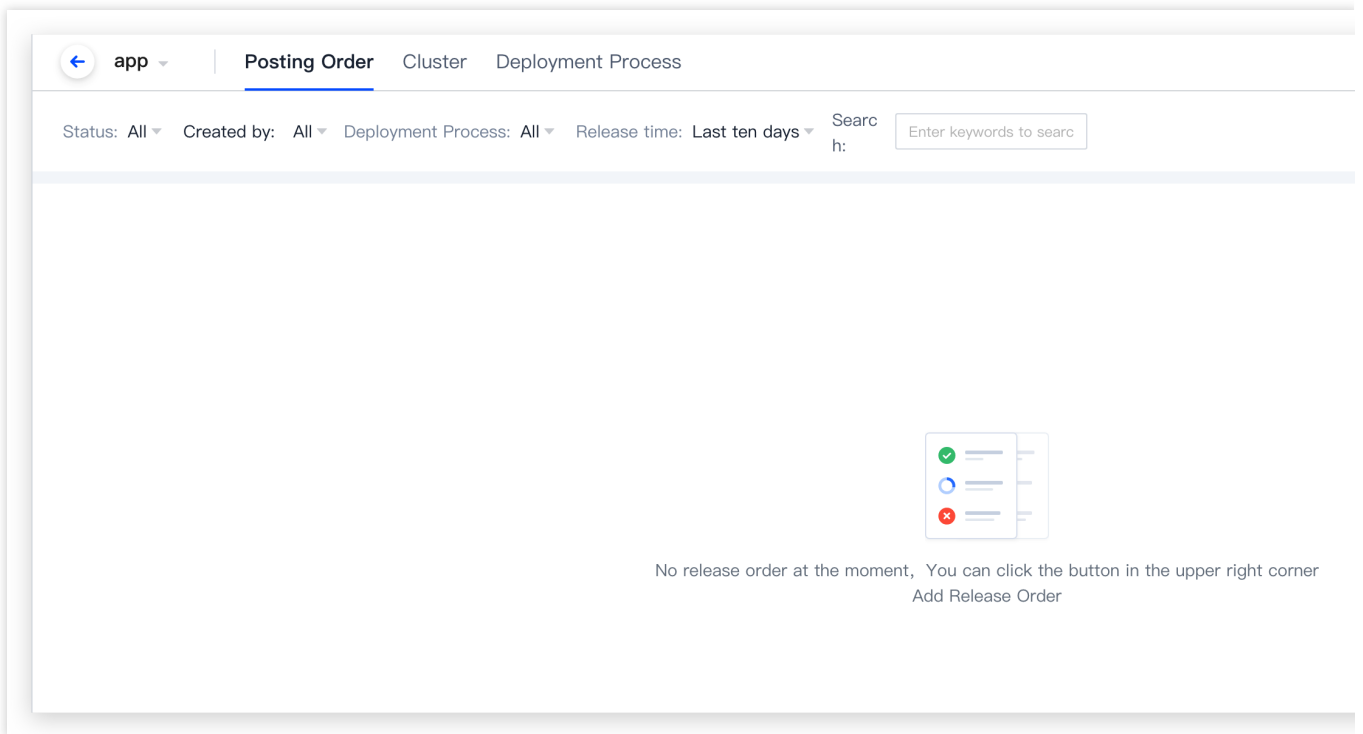 app Posting Order Cluster Deployment Process
Status: All Created by: All Deployment Process: All Release time: Last ten days Searc
h: Enter keywords to searc
No release order at the moment, You can click the button in the upper right corner
Add Release Order